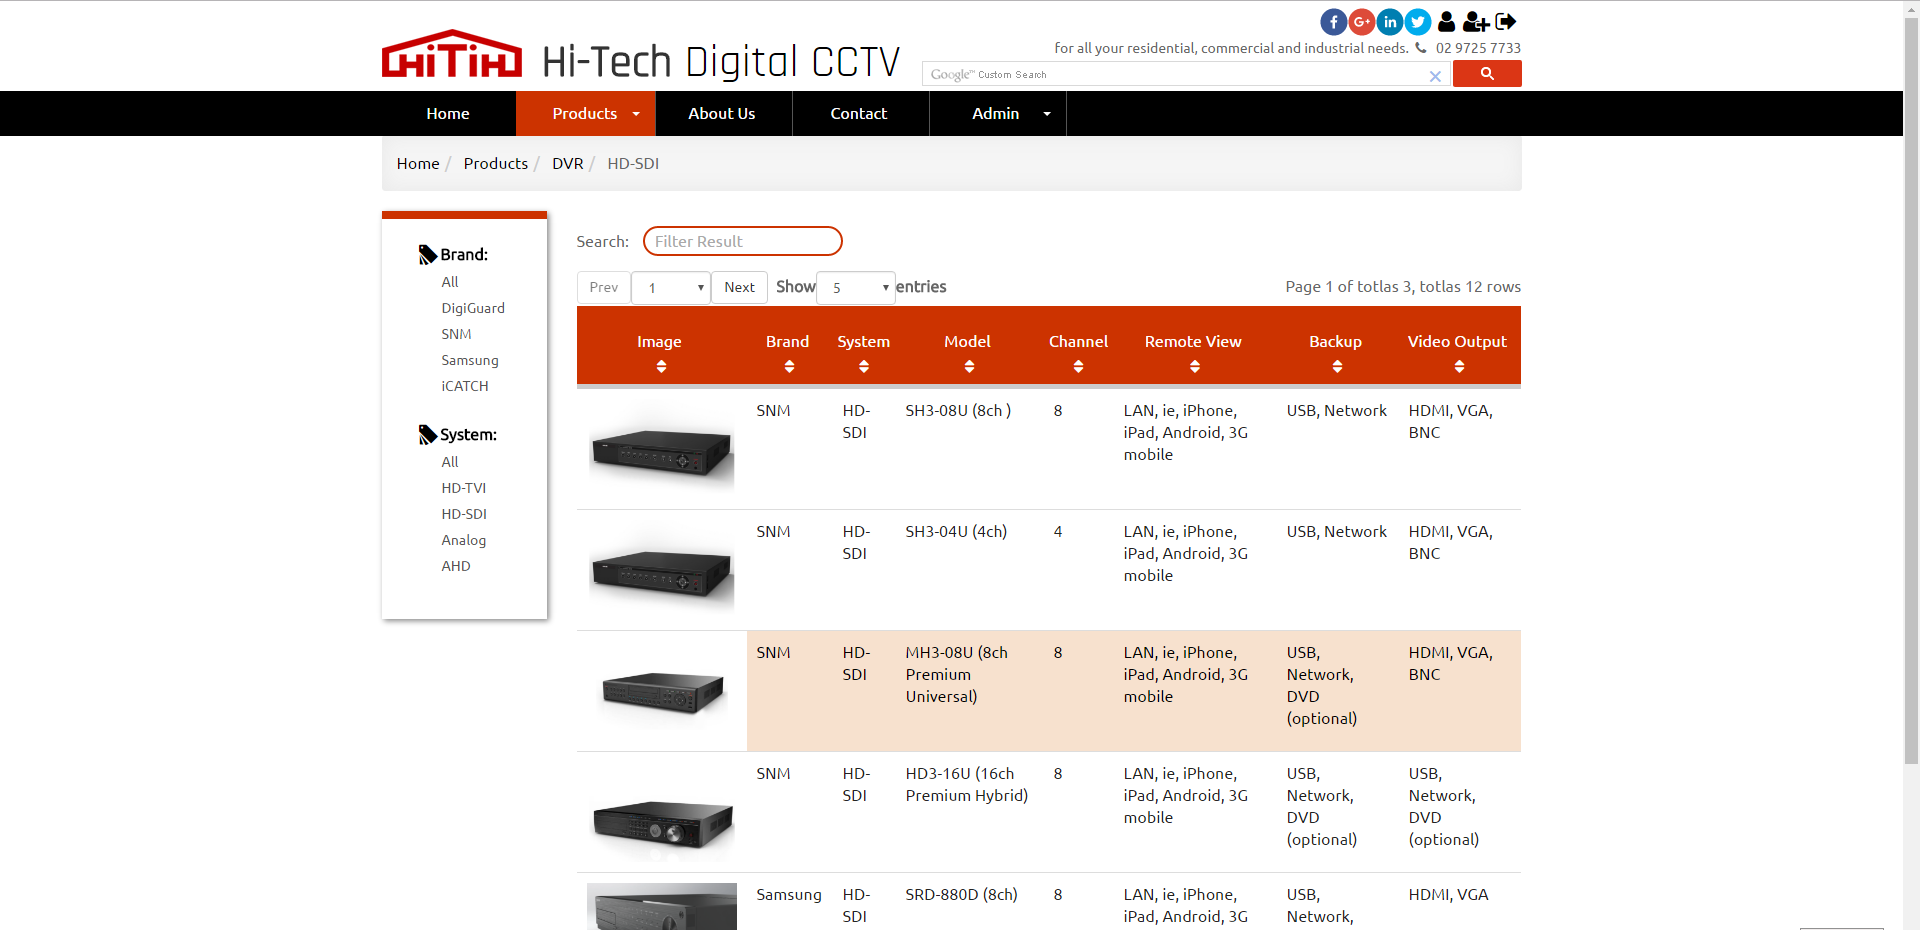 for all your residential, commercial and industrial needs. 02 9725 7733
HiTiH Hi-Tech Digital CCTV
Google™ Custom Search
Home Products About Us Contact Admin
Home / Products / DVR / HD-SDI
Brand:
All
DigiGuard
SNM
Samsung
iCATCH
System:
All
HD-TVI
HD-SDI
Analog
AHD
Search: Filter Result
Prev 1 Next Show 5 entries Page 1 of totlas 3, totlas 12 rows
Image Brand System Model Channel Remote View Backup Video Output
SNM HD- SH3-08U (8ch ) 8 LAN, ie, iPhone, USB, Network HDMI, VGA,
SDI iPad, Android, 3G BNC
mobile
SNM HD- SH3-04U (4ch) 4 LAN, ie, iPhone, USB, Network HDMI, VGA,
SDI iPad, Android, 3G BNC
mobile
SNM HD- MH3-08U (8ch 8 LAN, ie, iPhone, USB, HDMI, VGA,
SDI Premium iPad, Android, 3G Network, BNC
Universal) mobile DVD
(optional)
SNM HD- HD3-16U (16ch 8 LAN, ie, iPhone, USB, USB,
SDI Premium Hybrid) iPad, Android, 3G Network, Network,
mobile DVD DVD
(optional) (optional)
Samsung HD- SRD-880D (8ch) 8 LAN, ie, iPhone, USB, HDMI, VGA
SDI iPad, Android, 3G Network,